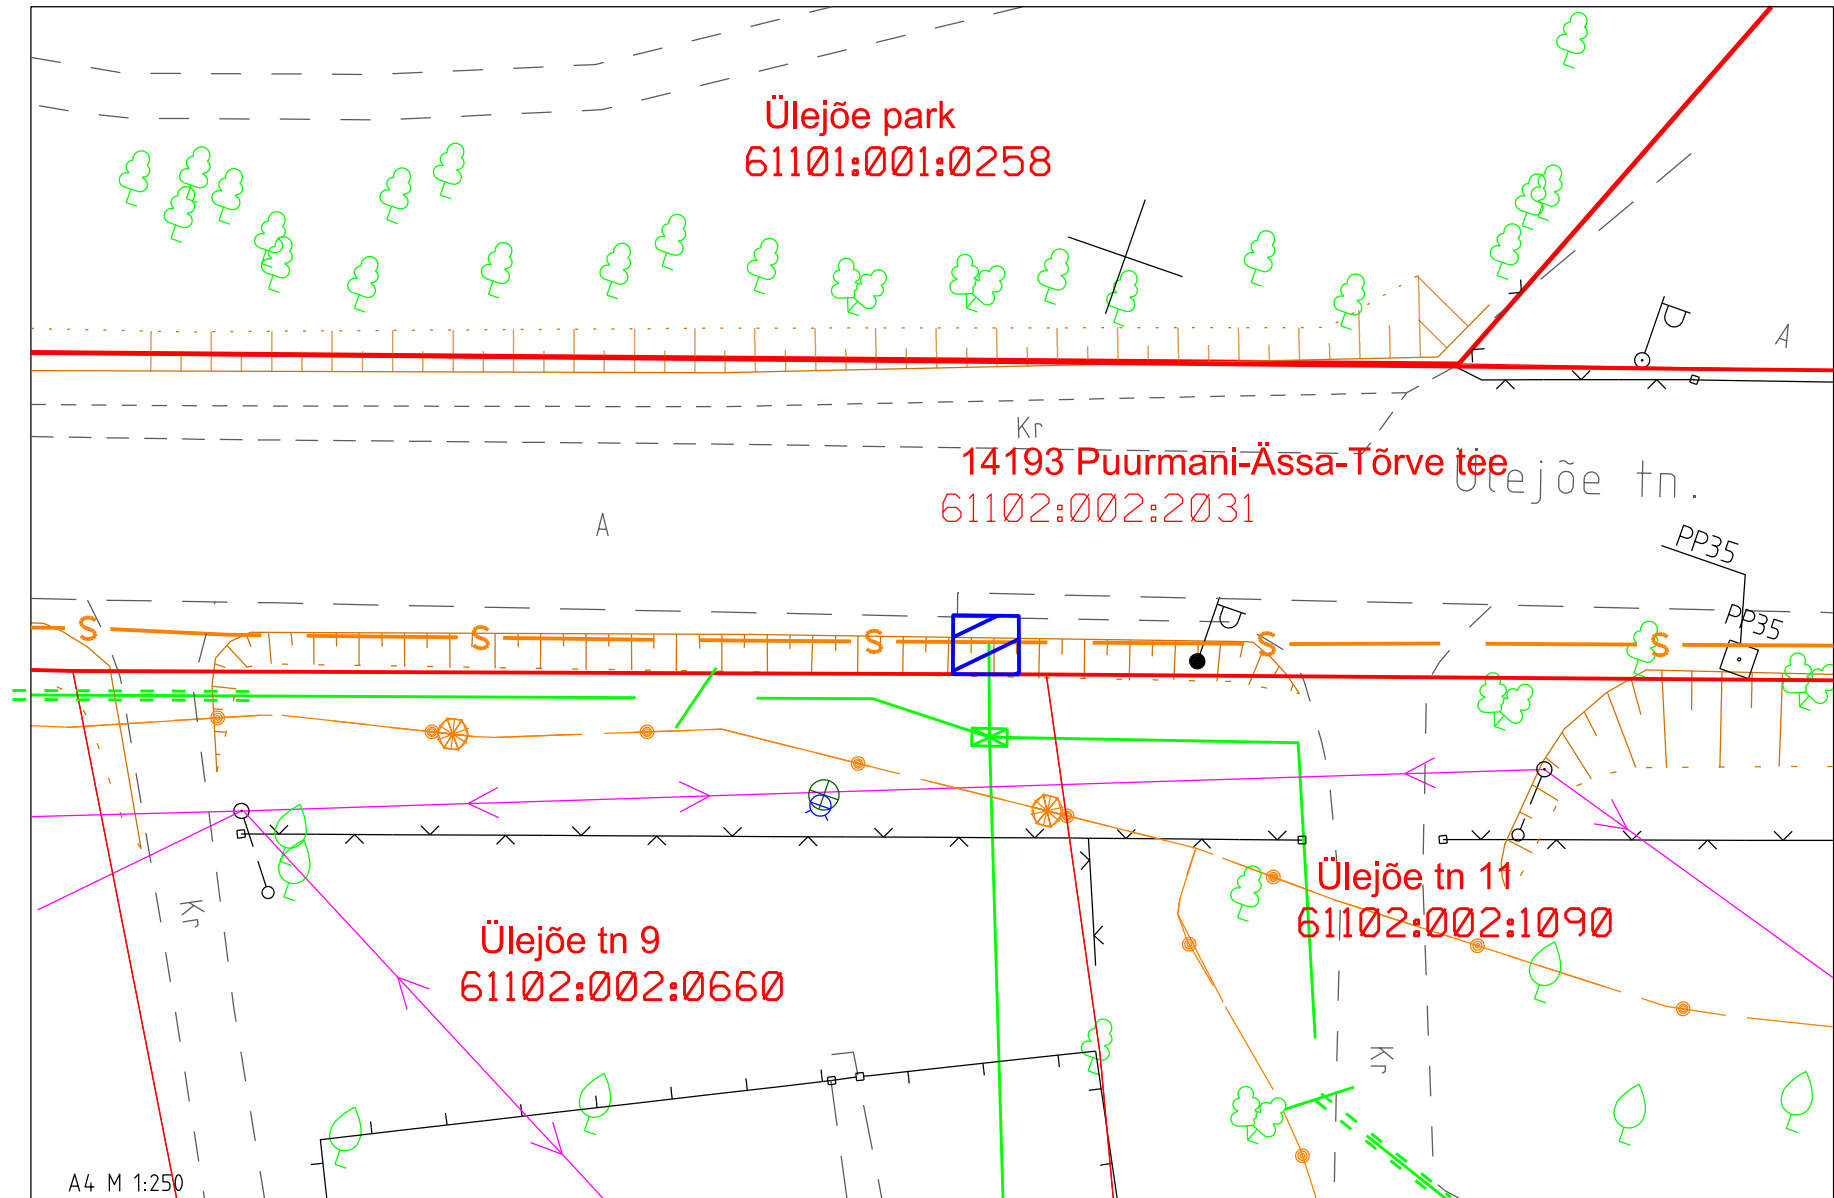 Ülejõe park
61101:001:0258
A
Kr
14193 Puurmani-Ässa-Tõrve tee
Ülejõe tn.
61102:002:2031
A
PP35
PP35
S S S S S
Ülejõe tn 11
61102:002:1090
Kr
Ülejõe tn 9
61102:002:0660
Kr
A4 M 1:250